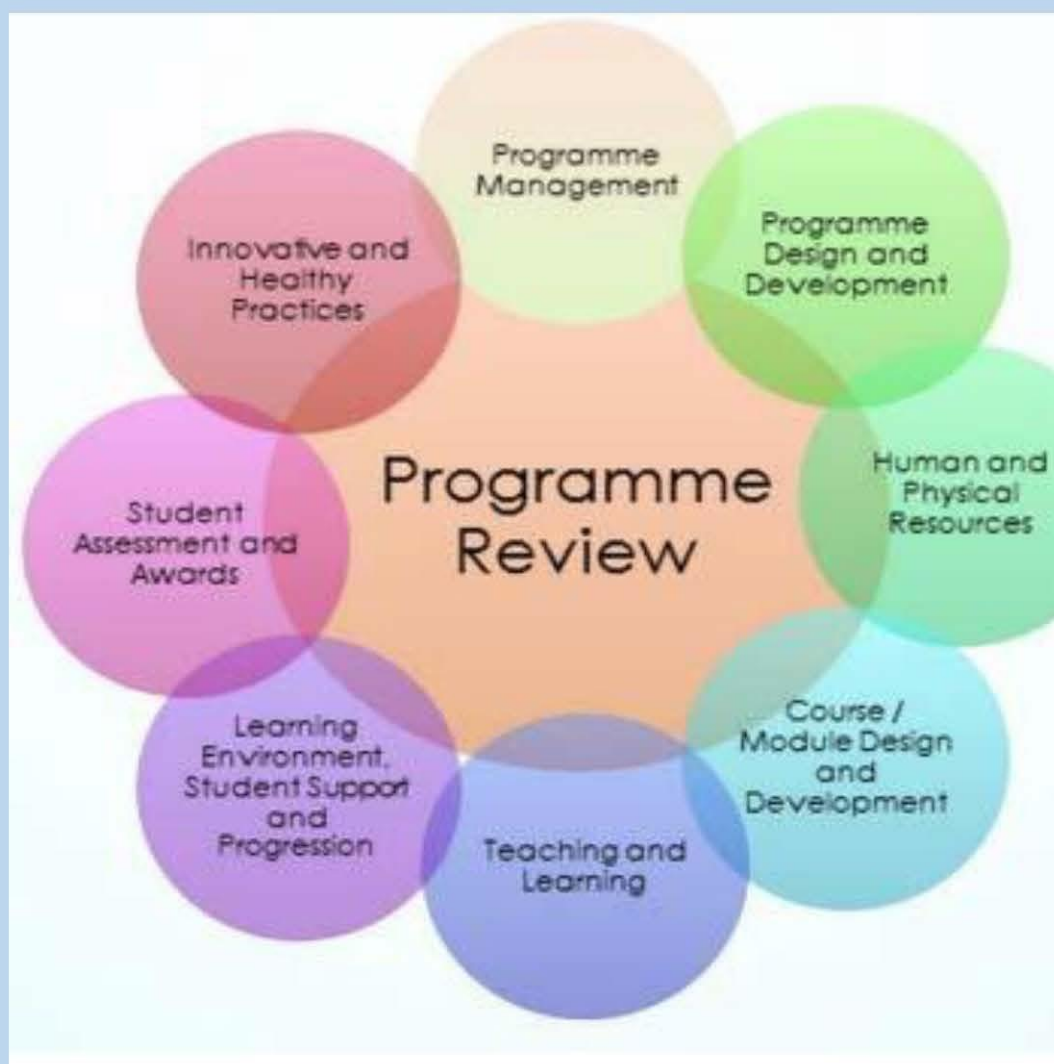 Programme
Management
Programme
Design and
Development
Human and
Physical
Resources
Course /
Module Design
and
Development
Teaching and
Learning
Learning
Environment,
Student Support
and
Progression
Student
Assessment and
Awards
Innovative and
Healthy
Practices
Programme
Review